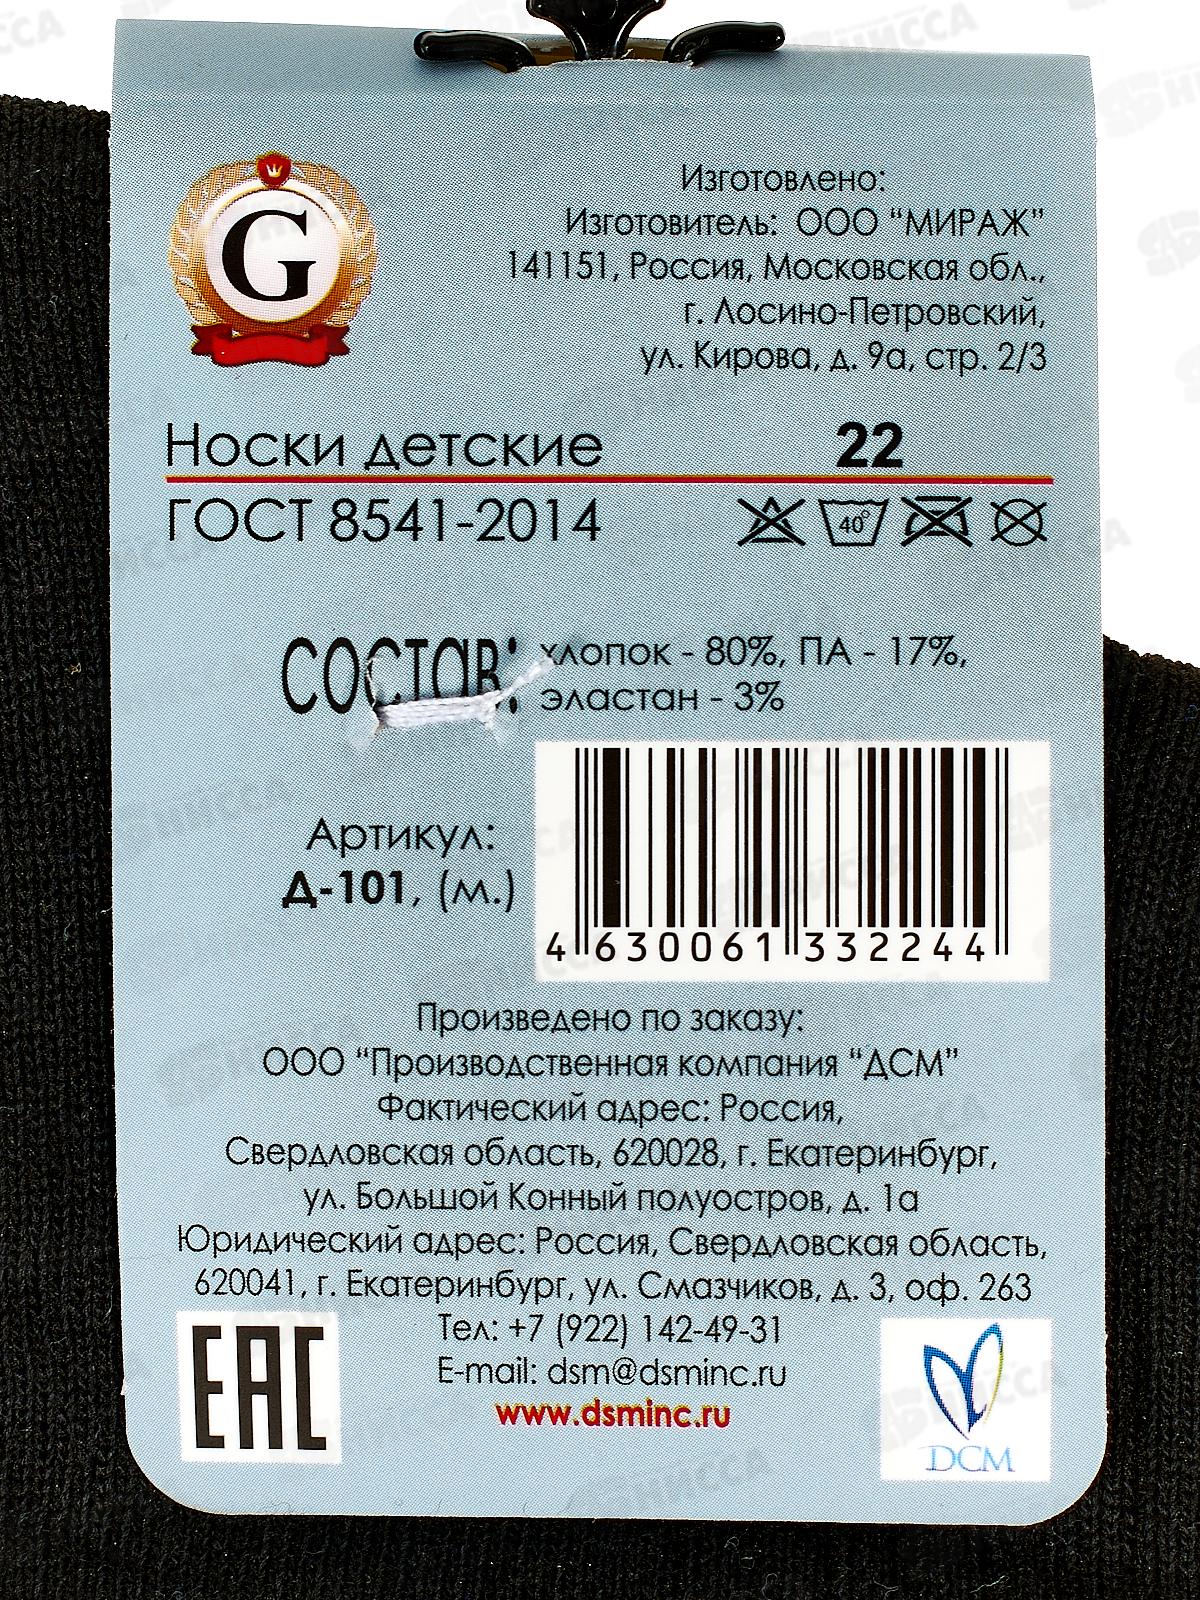 G
Изготовлено:
Изготовитель: ООО “МИРАЖ”
141151, Россия, Московская обл.,
г. Лосино-Петровский,
ул. Кирова, д. 9а, стр. 2/3
Носки детские 22
ГОСТ 8541-2014
40°
СОСТАВ: хлопок - 80%, ПА - 17%,
эластан - 3%
Артикул:
Д-101, (м.)
4 630061 332244
Произведено по заказу:
ООО “Производственная компания “ДСМ”
Фактический адрес: Россия,
Свердловская область, 620028, г. Екатеринбург,
ул. Большой Конный полуостров, д. 1а
Юридический адрес: Россия, Свердловская область,
620041, г. Екатеринбург, ул. Смазчиков, д. 3, оф. 263
Тел: +7 (922) 142-49-31
E-mail: dsm@dsminc.ru
www.dsminc.ru
EAC
DCM